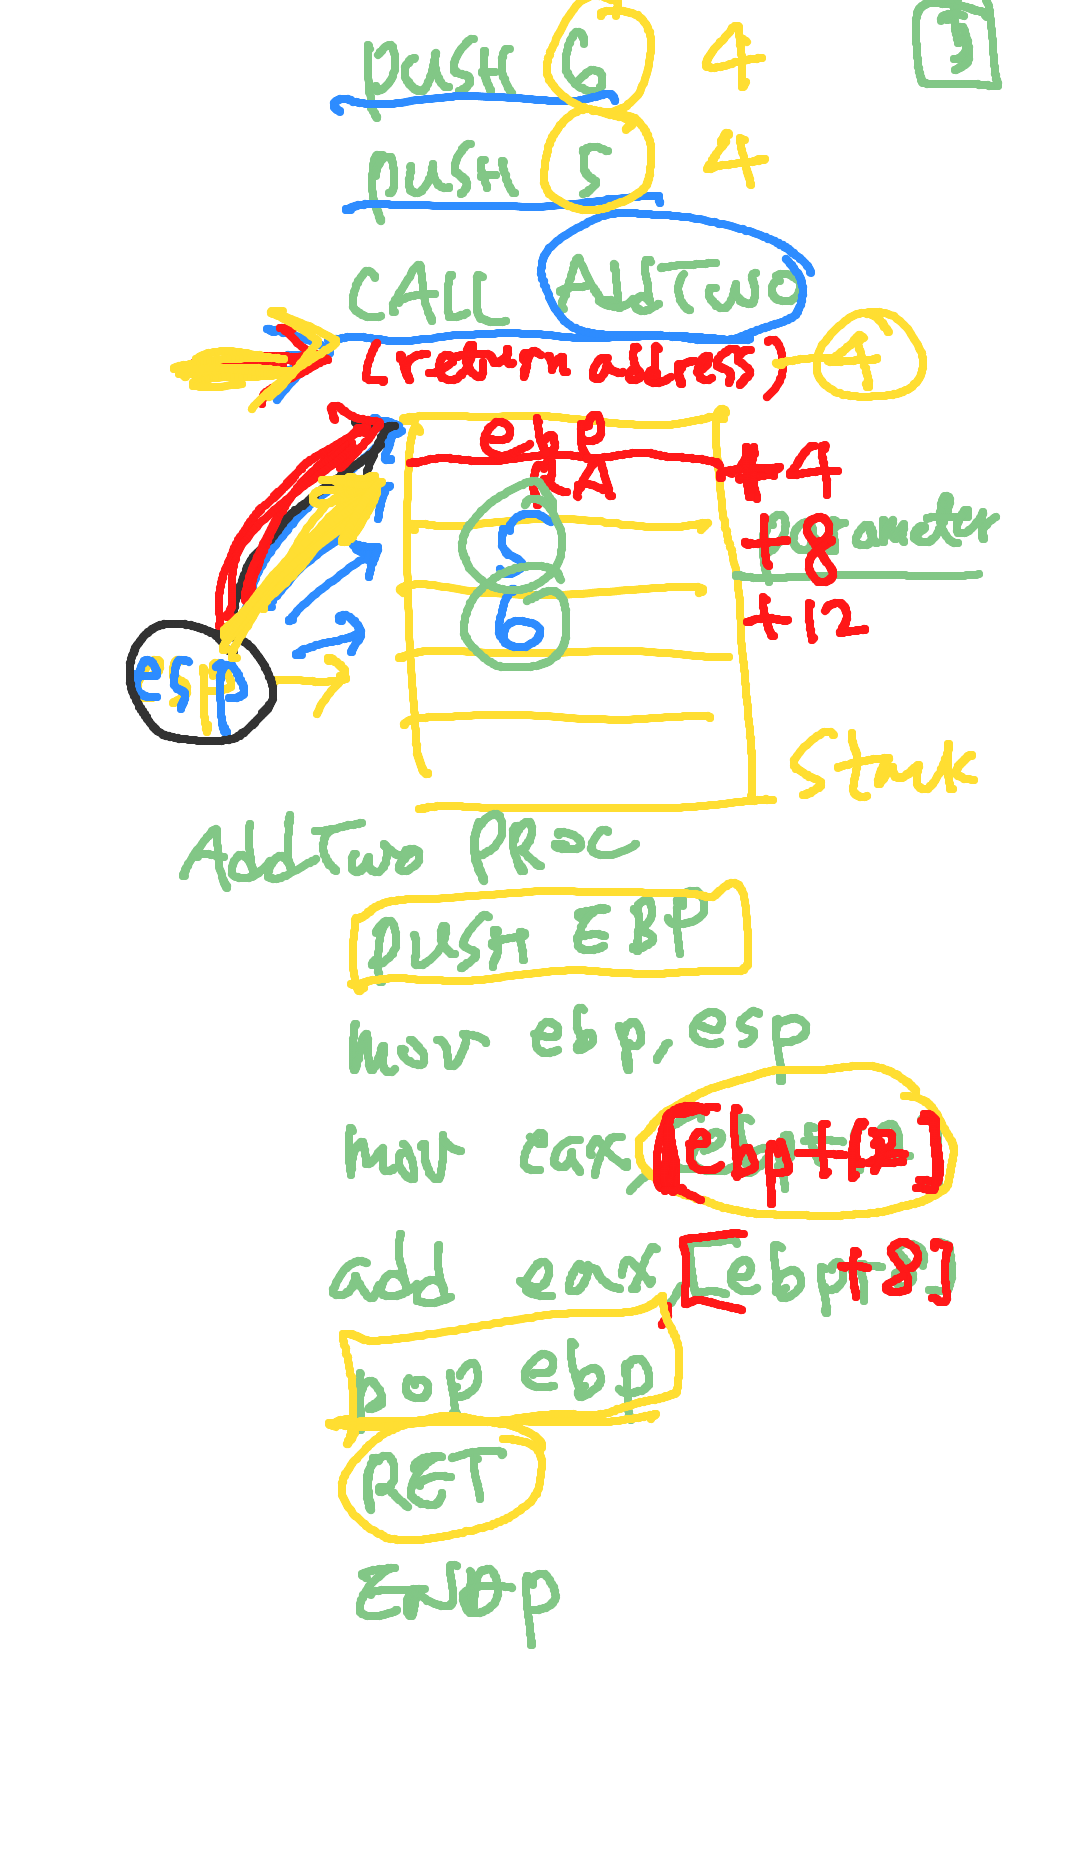 push 6 4
push 5 4
CALL AddTwo
(return address) 4
ebp
RA +4
5 +8 parameter
6 +12
esp
Stack
AddTwo PROC
PUSH EBP
mov ebp, esp
mov eax, [ebp+12]
add eax, [ebp+8]
pop ebp
RET
ENDP